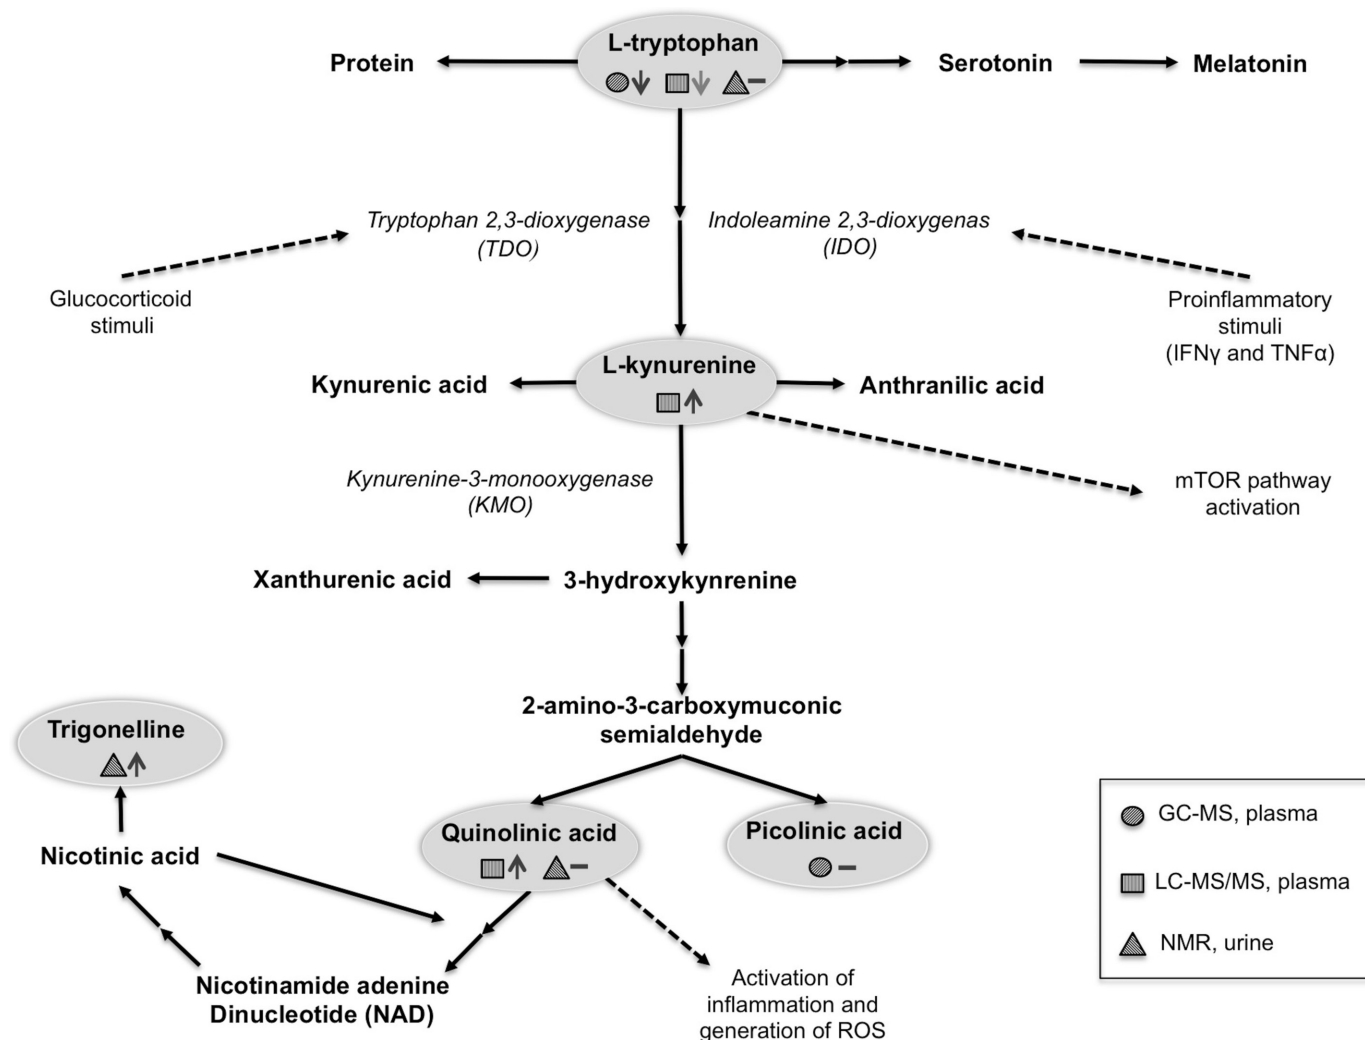 L-tryptophan
Protein
Serotonin
Melatonin
Tryptophan 2,3-dioxygenase
(TDO)
Indoleamine 2,3-dioxygenas
(IDO)
Glucocorticoid
stimuli
Proinflammatory
stimuli
(IFNγ and TNFα)
L-kynurenine
Kynurenic acid
Anthranilic acid
Kynurenine-3-monooxygenase
(KMO)
mTOR pathway
activation
Xanthurenic acid
3-hydroxykynrenine
2-amino-3-carboxymuconic
semialdehyde
Trigonelline
Quinolinic acid
Picolinic acid
Nicotinic acid
Nicotinamide adenine
Dinucleotide (NAD)
Activation of
inflammation and
generation of ROS
GC-MS, plasma
LC-MS/MS, plasma
NMR, urine